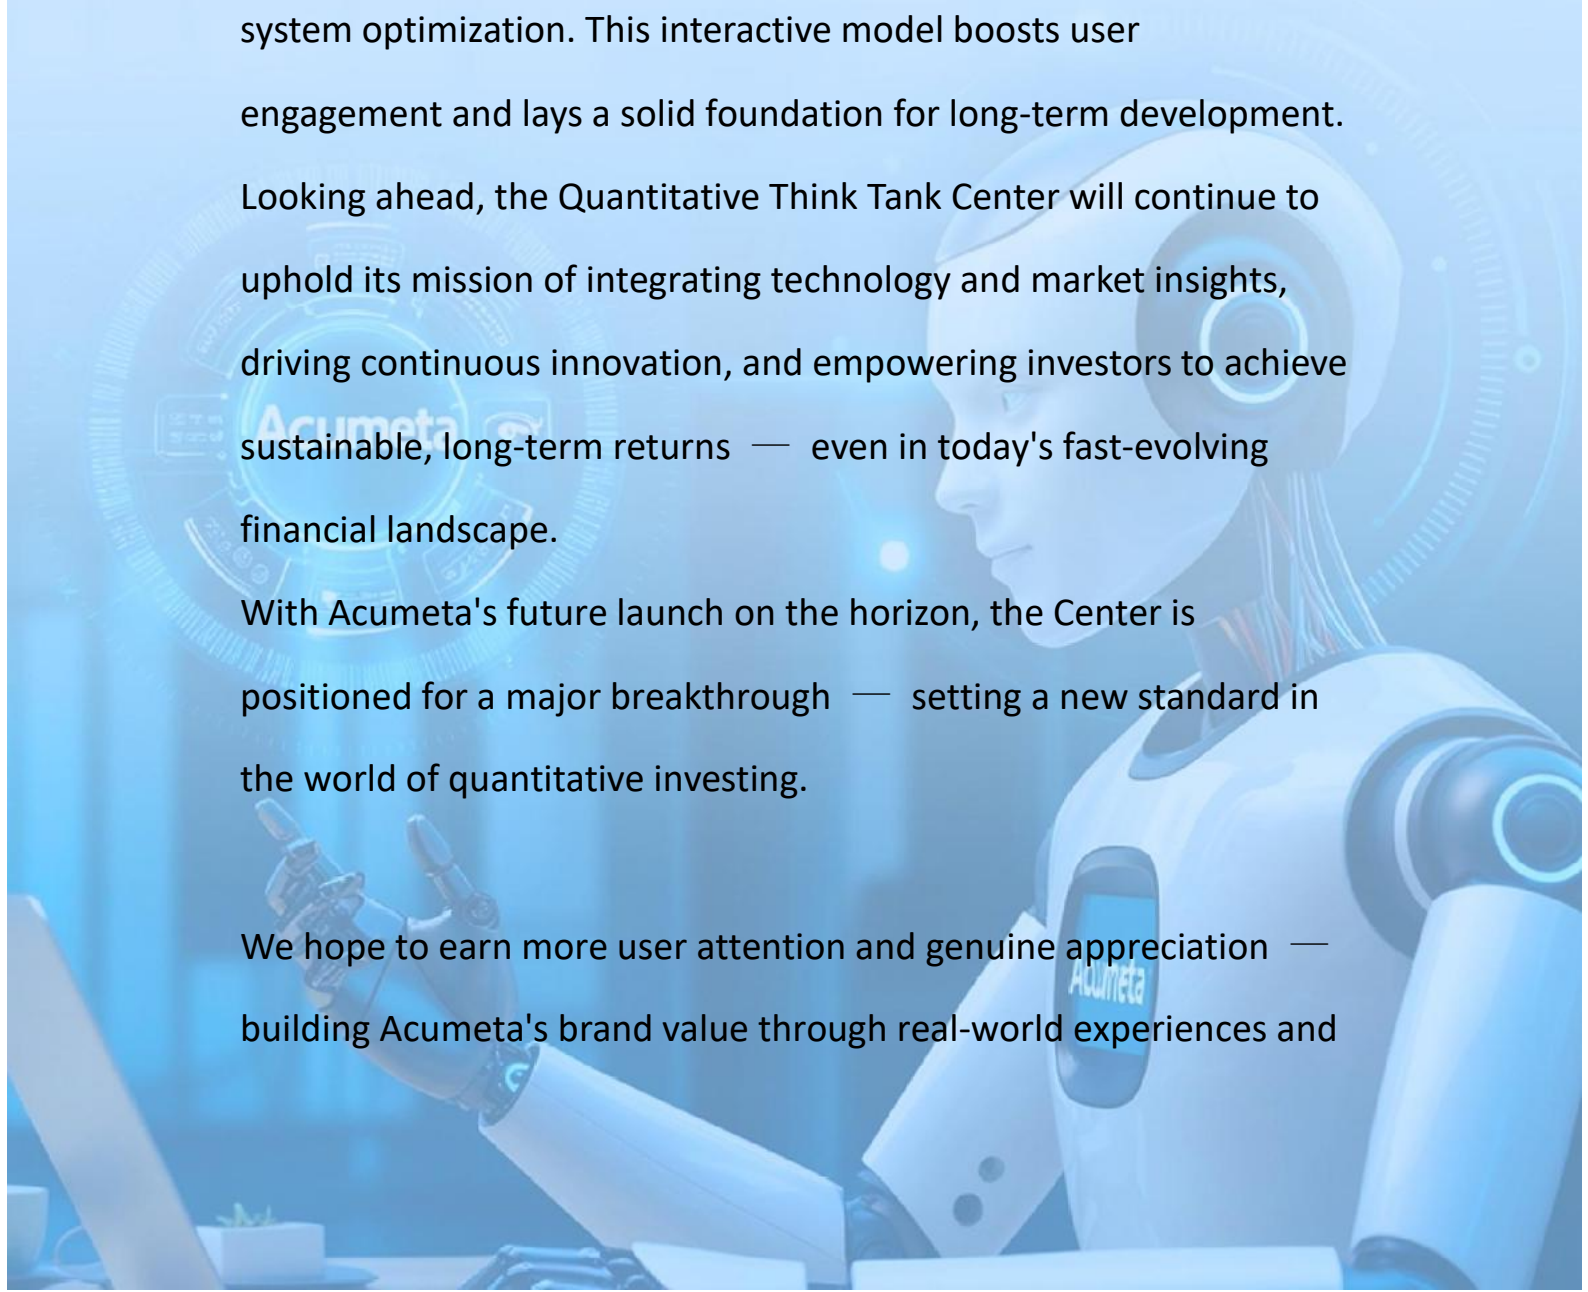 system optimization. This interactive model boosts user
engagement and lays a solid foundation for long-term development.
Looking ahead, the Quantitative Think Tank Center will continue to
uphold its mission of integrating technology and market insights,
driving continuous innovation, and empowering investors to achieve
sustainable, long-term returns — even in today's fast-evolving
financial landscape.
With Acumeta's future launch on the horizon, the Center is
positioned for a major breakthrough — setting a new standard in
the world of quantitative investing.
We hope to earn more user attention and genuine appreciation —
building Acumeta's brand value through real-world experiences and
Acumeta
Acumeta